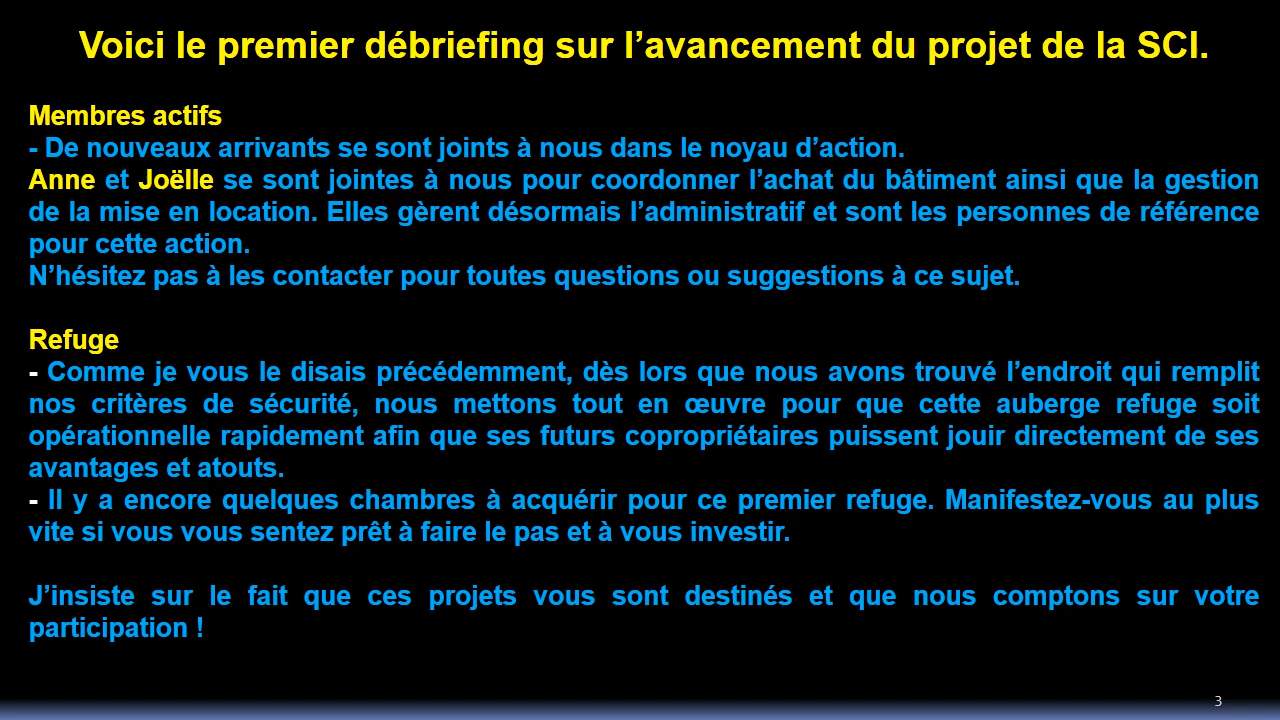 Voici le premier débriefing sur l’avancement du projet de la SCI.
Membres actifs
- De nouveaux arrivants se sont joints à nous dans le noyau d’action.
Anne et Joëlle se sont jointes à nous pour coordonner l’achat du bâtiment ainsi que la gestion
de la mise en location. Elles gèrent désormais l’administratif et sont les personnes de référence
pour cette action.
N’hésitez pas à les contacter pour toutes questions ou suggestions à ce sujet.
Refuge
- Comme je vous le disais précédemment, dès lors que nous avons trouvé l’endroit qui remplit
nos critères de sécurité, nous mettons tout en œuvre pour que cette auberge refuge soit
opérationnelle rapidement afin que ses futurs copropriétaires puissent jouir directement de ses
avantages et atouts.
- Il y a encore quelques chambres à acquérir pour ce premier refuge. Manifestez-vous au plus
vite si vous vous sentez prêt à faire le pas et à vous investir.
J’insiste sur le fait que ces projets vous sont destinés et que nous comptons sur votre
participation !
3